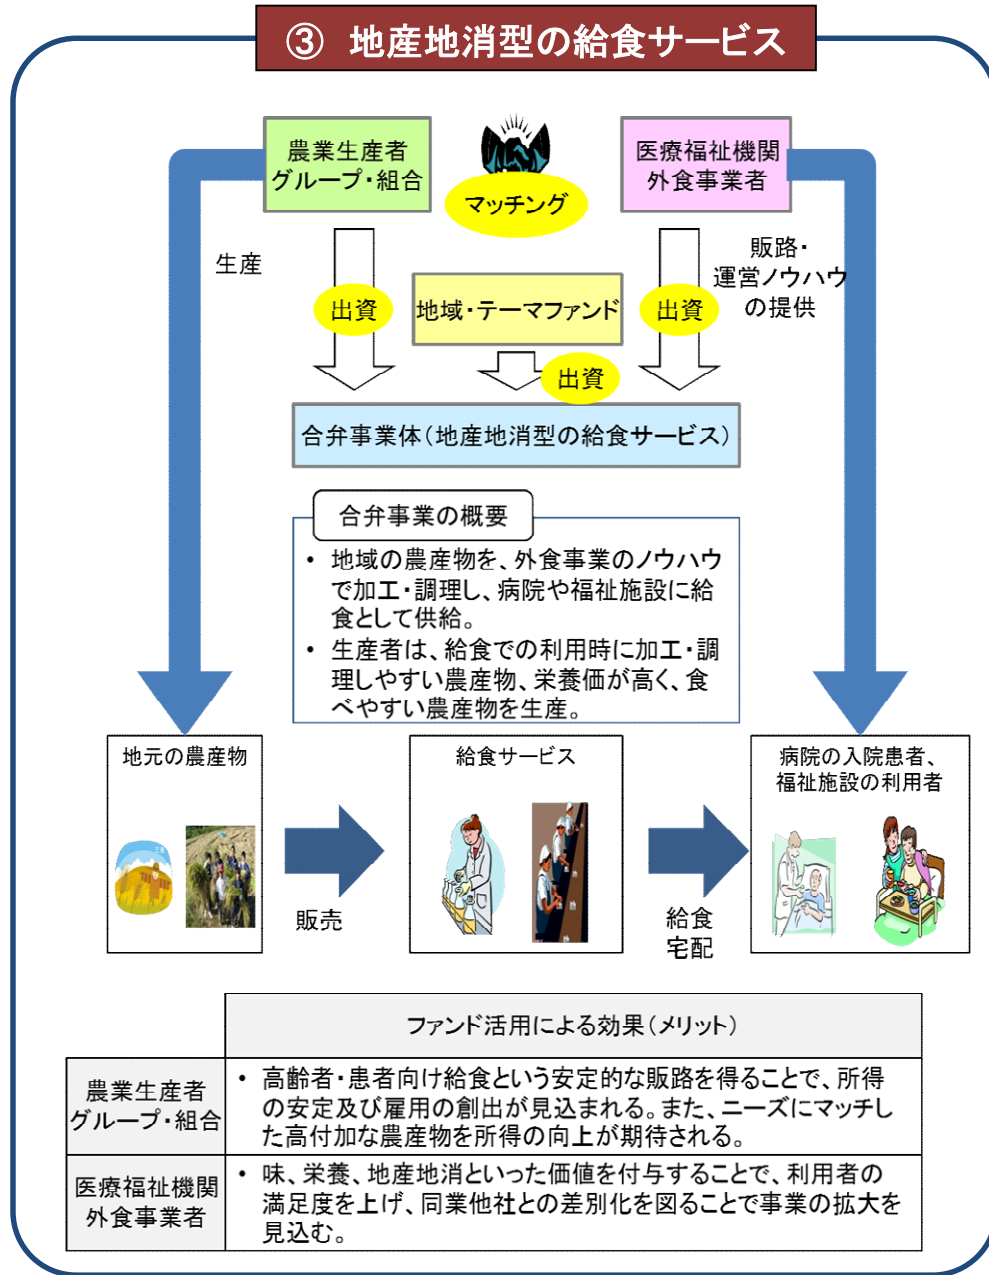 ③ 地産地消型の給食サービス
農業生産者
グループ・組合
マッチング
医療福祉機関
外食事業者
生産
出資
地域・テーマファンド
出資
出資
販路・
運営ノウハウ
の提供
合弁事業体（地産地消型の給食サービス）
合弁事業の概要
• 地域の農産物を、外食事業のノウハウ
で加工・調理し、病院や福祉施設に給
食として供給。
• 生産者は、給食での利用時に加工・調
理しやすい農産物、栄養価が高く、食
べやすい農産物を生産。
地元の農産物
販売
給食サービス
給食
宅配
病院の入院患者、
福祉施設の利用者
ファンド活用による効果（メリット）
農業生産者
グループ・組合
• 高齢者・患者向け給食という安定的な販路を得ることで、所得
の安定及び雇用の創出が見込まれる。また、ニーズにマッチし
た高付加な農産物を所得の向上が期待される。
医療福祉機関
外食事業者
• 味、栄養、地産地消といった価値を付与することで、利用者の
満足度を上げ、同業他社との差別化を図ることで事業の拡大を
見込む。